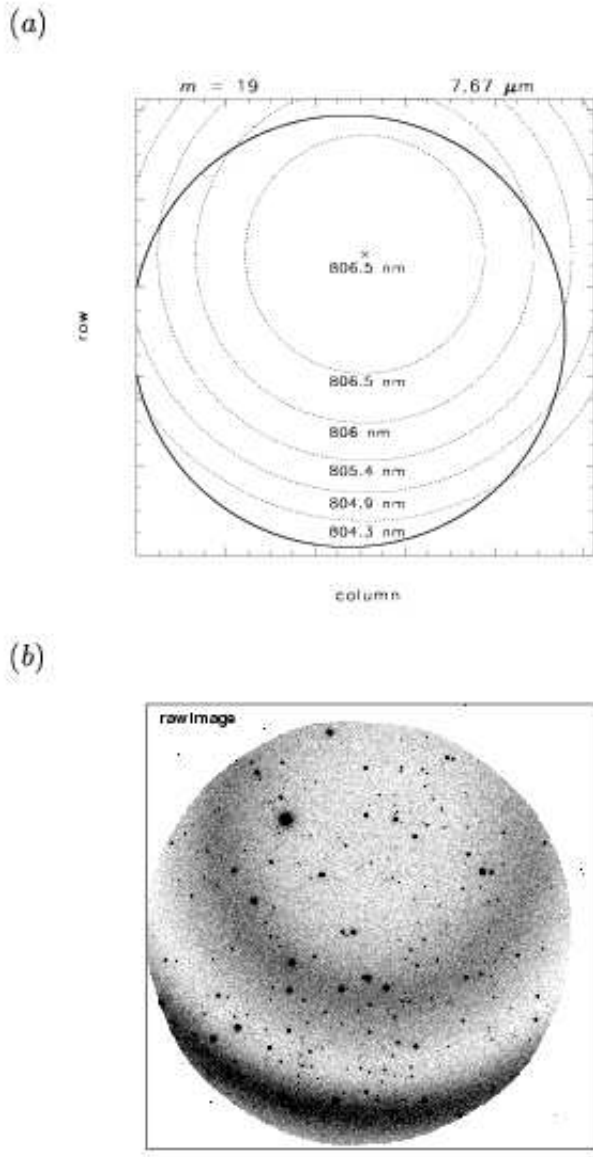 (a)
m = 19 7.67 μm
806.5 nm
806.5 nm
806 nm
805.4 nm
804.9 nm
804.3 nm
row
column
(b)
raw image